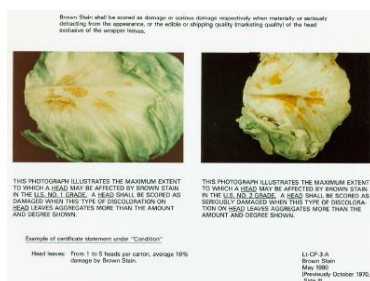 Brown Stain shall be scored as damage or serious damage respectively when materially or seriously
detracting from the appearance, or the edible or shipping quality (marketing quality) of the head
exclusive of the wrapper leaves.
THIS PHOTOGRAPH ILLUSTRATES THE MAXIMUM EXTENT
TO WHICH A HEAD MAY BE AFFECTED BY BROWN STAIN
IN THE U.S. NO. 1 GRADE. A HEAD SHALL BE SCORED AS
DAMAGED WHEN THIS TYPE OF DISCOLORATION ON
HEAD LEAVES AGGREGATES MORE THAN THE AMOUNT
AND DEGREE SHOWN.
THIS PHOTOGRAPH ILLUSTRATES THE MAXIMUM EXTENT
TO WHICH A HEAD MAY BE AFFECTED BY BROWN STAIN
IN THE U.S. NO. 2 GRADE. A HEAD SHALL BE SCORED AS
SERIOUSLY DAMAGED WHEN THIS TYPE OF DISCOLORA-
TION ON HEAD LEAVES AGGREGATES MORE THAN THE
AMOUNT AND DEGREE SHOWN.
Example of certificate statement under "Condition"
Head leaves: From 1 to 5 heads per carton, average 10%
damage by Brown Stain.
L1-CP-3-A
Brown Stain
May 1990
(Previously October 1970,